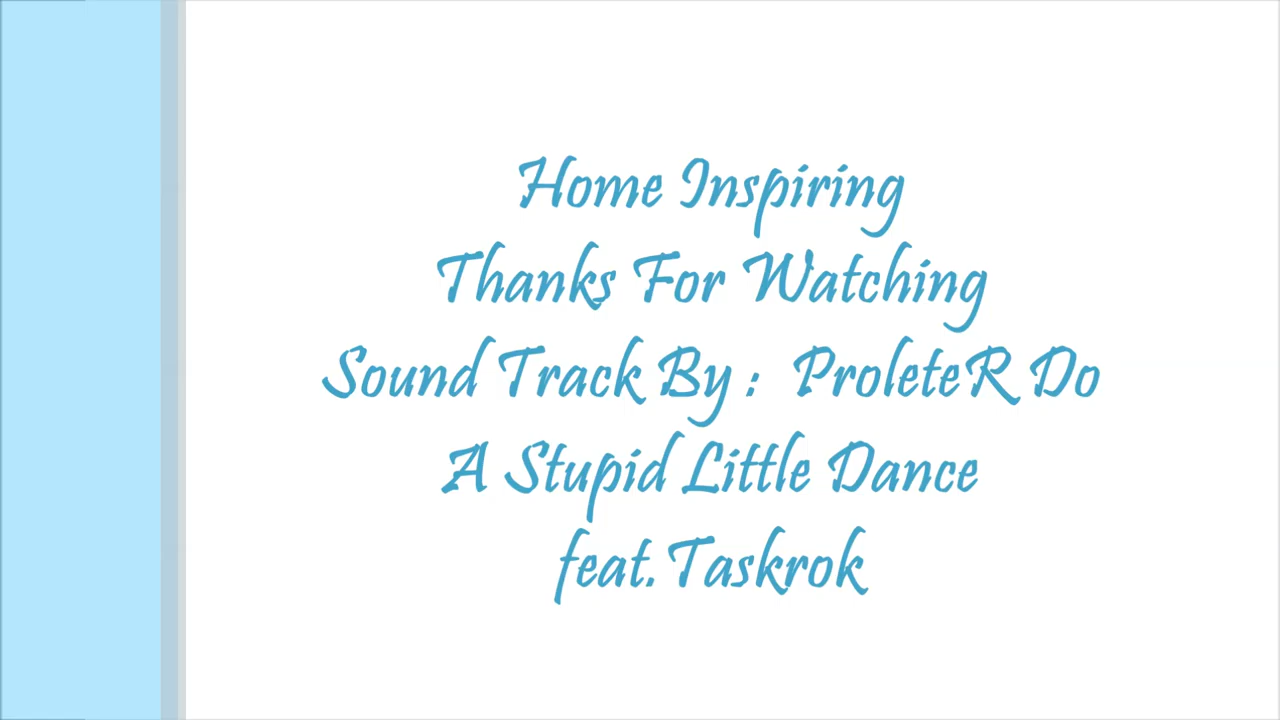 Home Inspiring
Thanks For Watching
Sound Track By : ProleteR Do
A Stupid Little Dance
feat. Taskrok